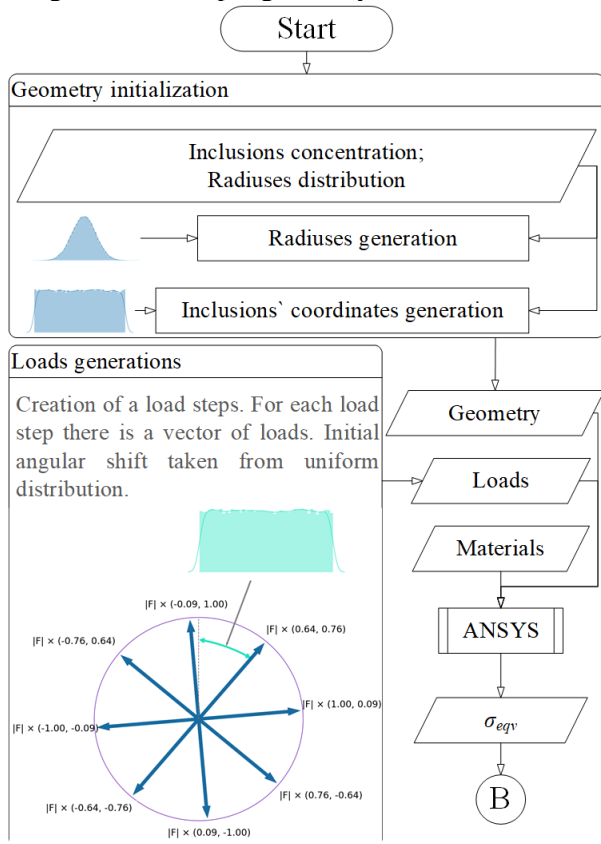 Start
Geometry initialization
Inclusions concentration;
Radiuses distribution
Radiuses generation
Inclusions` coordinates generation
Loads generations
Creation of a load steps. For each load
step there is a vector of loads. Initial
angular shift taken from uniform
distribution.
|F| × (-0.09, 1.00)
|F| × (0.64, 0.76)
|F| × (-0.76, 0.64)
|F| × (1.00, 0.09)
|F| × (-1.00, -0.09)
|F| × (0.76, -0.64)
|F| × (-0.64, -0.76)
|F| × (0.09, -1.00)
Geometry
Loads
Materials
ANSYS
σeqv
B